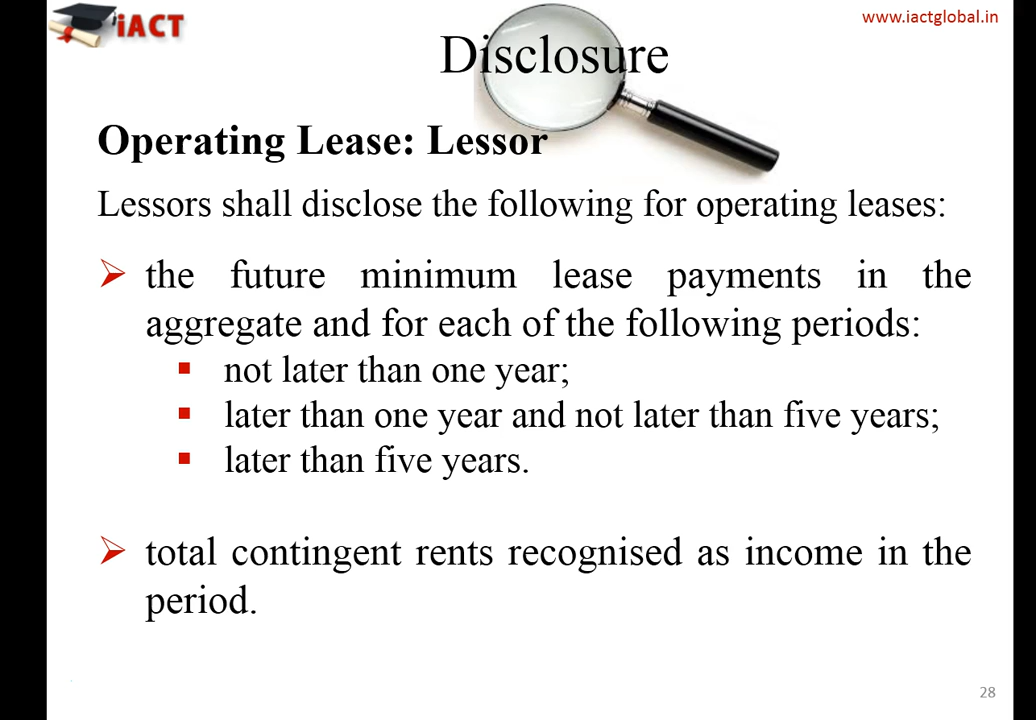 iACT
www.iactglobal.in
Disclosure
Operating Lease: Lessor
Lessors shall disclose the following for operating leases:
➢ the future minimum lease payments in the
aggregate and for each of the following periods:
▪ not later than one year;
▪ later than one year and not later than five years;
▪ later than five years.
➢ total contingent rents recognised as income in the
period.
28